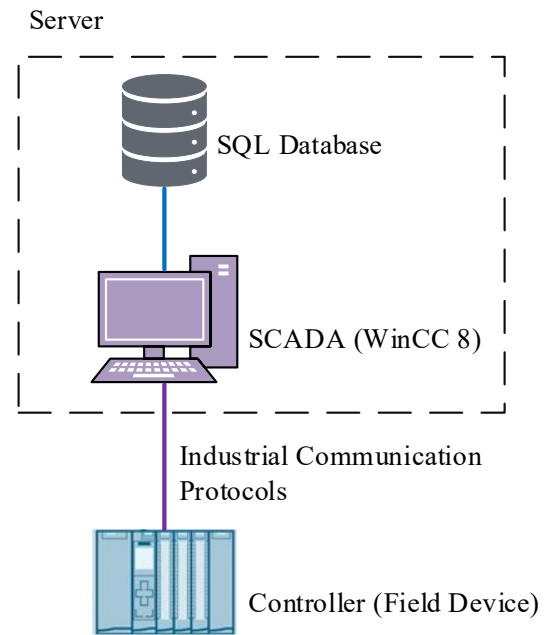 Server
SQL Database
SCADA (WinCC 8)
Industrial Communication
Protocols
Controller (Field Device)